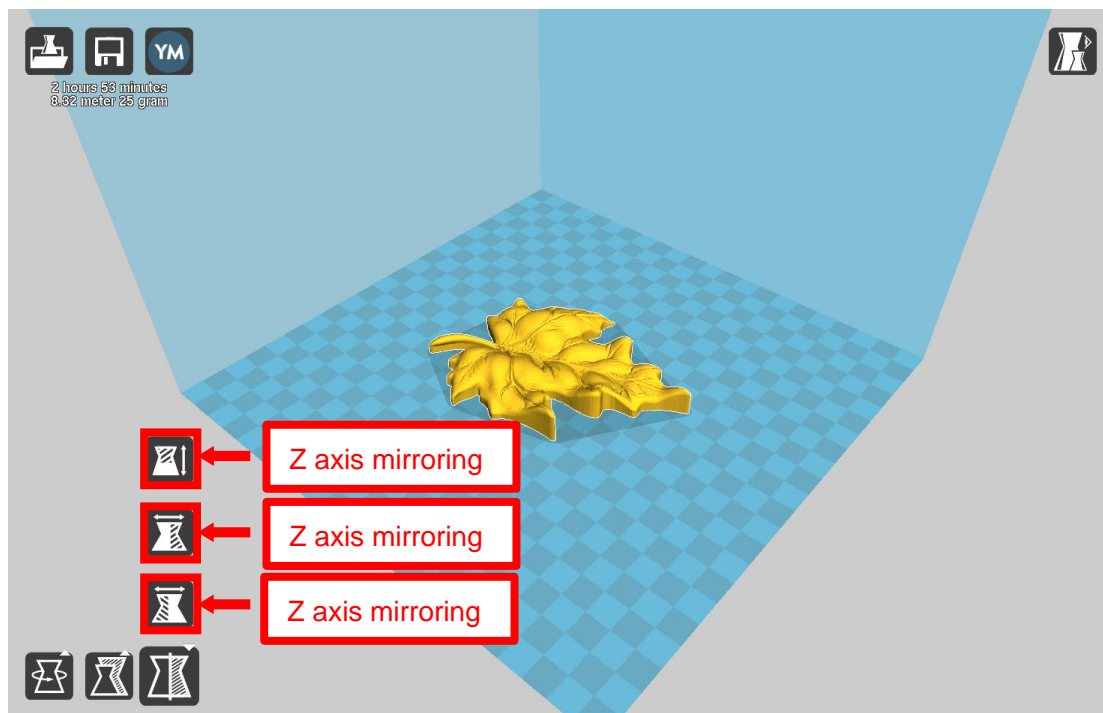 YM
2 hours 53 minutes
8.32 meter 25 gram
Z axis mirroring
Z axis mirroring
Z axis mirroring